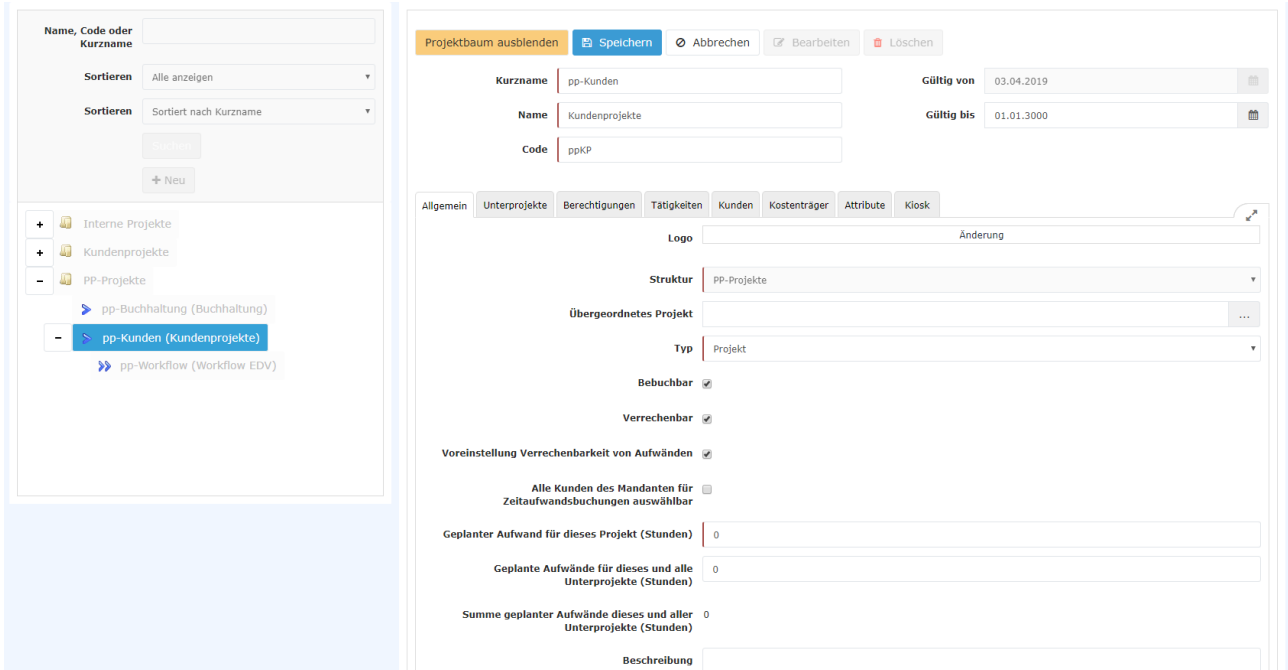 Name, Code oder
Kurzname
Sortieren Alle anzeigen
Sortieren Sortiert nach Kurzname
Suchen
+ Neu
+ Interne Projekte
+ Kundenprojekte
− PP-Projekte
pp-Buchhaltung (Buchhaltung)
− pp-Kunden (Kundenprojekte)
pp-Workflow (Workflow EDV)
Projektbaum ausblenden Speichern Abbrechen Bearbeiten Löschen
Kurzname pp-Kunden Gültig von 03.04.2019
Name Kundenprojekte Gültig bis 01.01.3000
Code ppKP
Allgemein Unterprojekte Berechtigungen Tätigkeiten Kunden Kostenträger Attribute Kiosk
Logo Änderung
Struktur PP-Projekte
Übergeordnetes Projekt ...
Typ Projekt
Bebuchbar
Verrechenbar
Voreinstellung Verrechenbarkeit von Aufwänden
Alle Kunden des Mandanten für
Zeitaufwandsbuchungen auswählbar
Geplanter Aufwand für dieses Projekt (Stunden) 0
Geplante Aufwände für dieses und alle
Unterprojekte (Stunden) 0
Summe geplanter Aufwände dieses und aller
Unterprojekte (Stunden) 0
Beschreibung